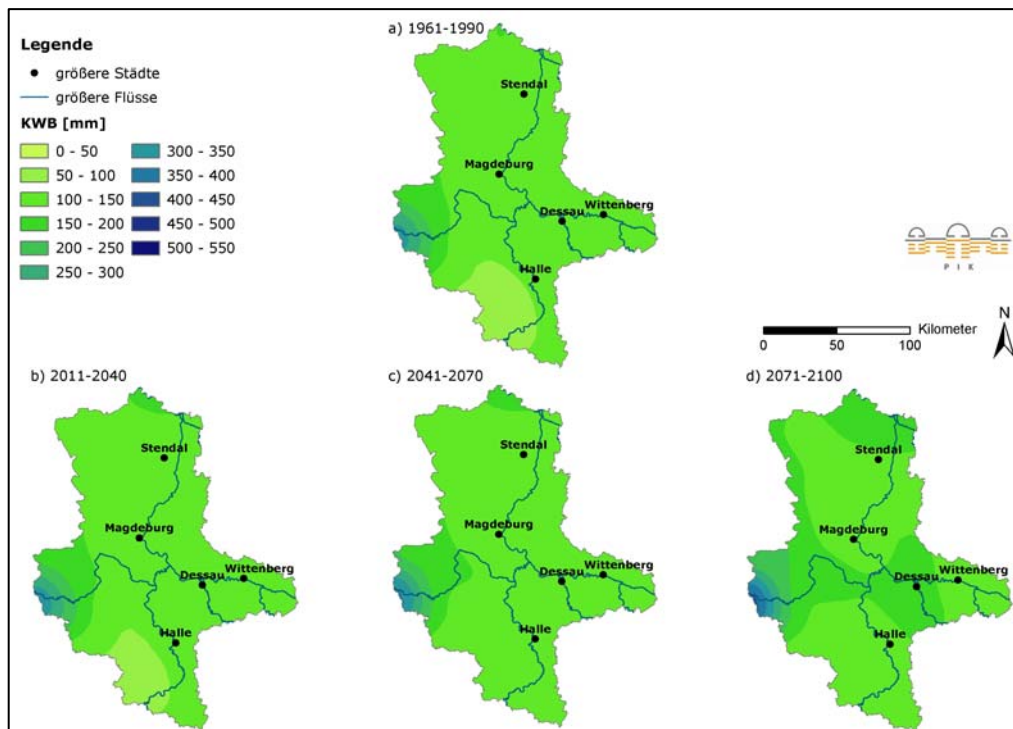 Legende
größere Städte
größere Flüsse
KWB [mm]
0 - 50
50 - 100
100 - 150
150 - 200
200 - 250
250 - 300
300 - 350
350 - 400
400 - 450
450 - 500
500 - 550
a) 1961-1990
Stendal
Magdeburg
Dessau
Wittenberg
Halle
P I K
N
Kilometer
0 50 100
b) 2011-2040
Stendal
Magdeburg
Dessau
Wittenberg
Halle
c) 2041-2070
Stendal
Magdeburg
Dessau
Wittenberg
Halle
d) 2071-2100
Stendal
Magdeburg
Dessau
Wittenberg
Halle